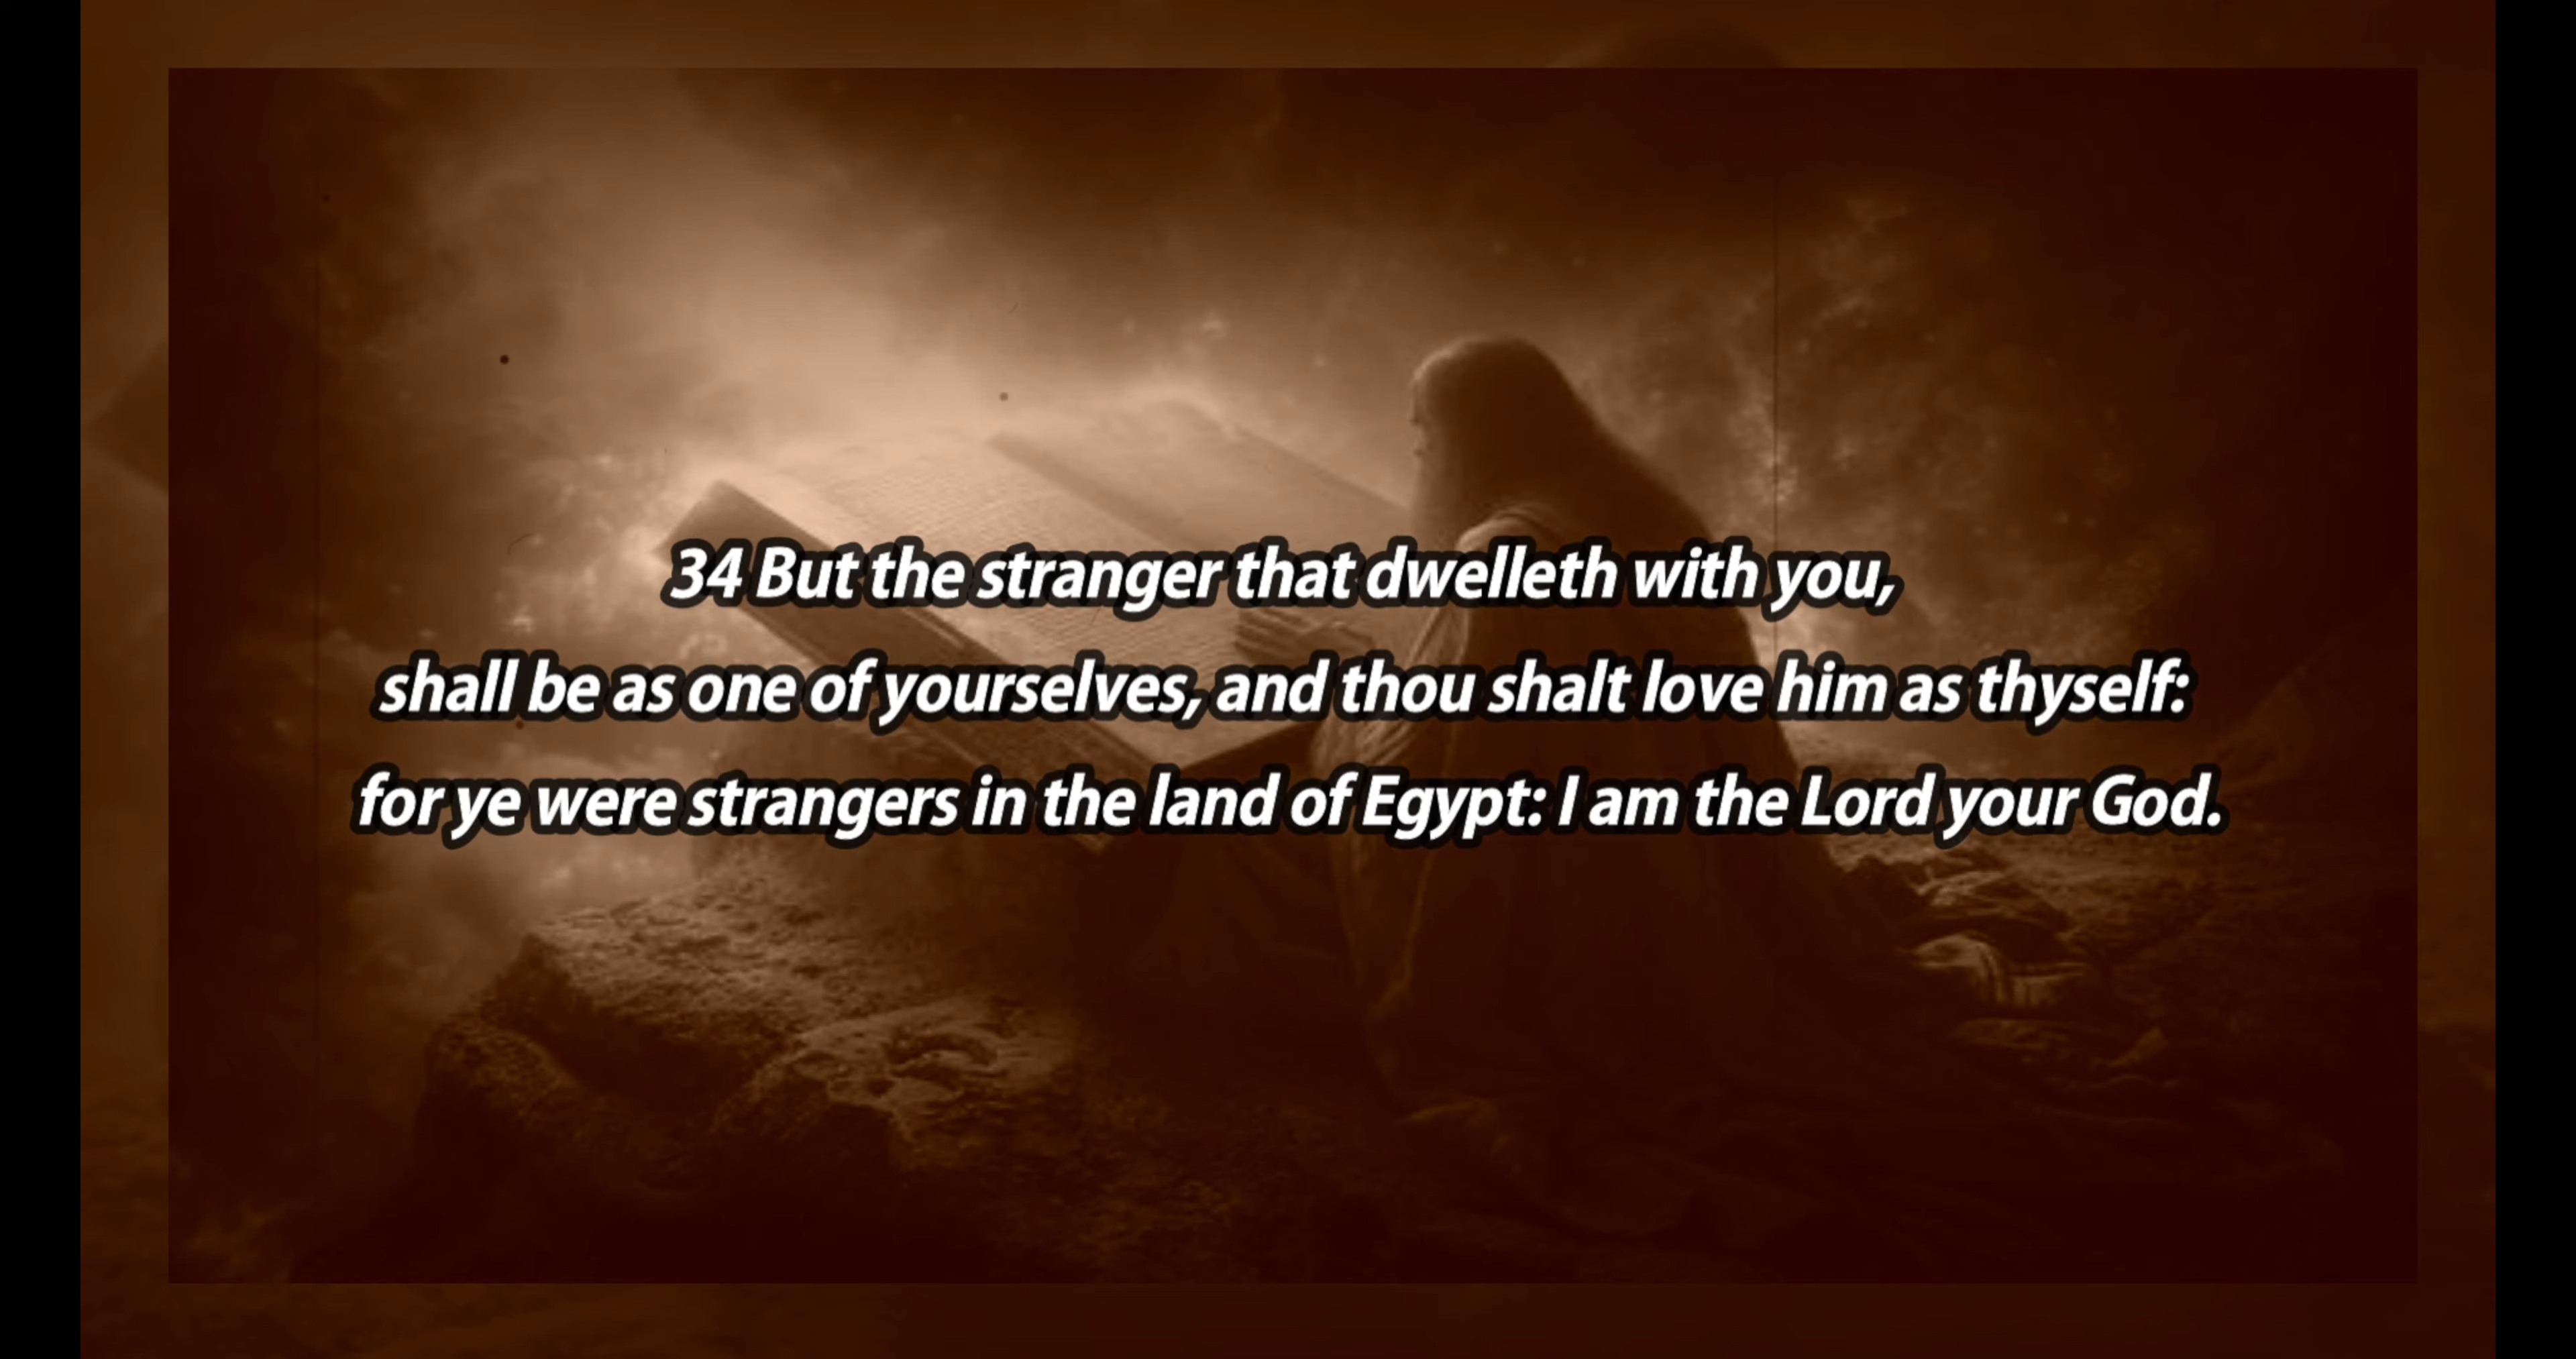 34 But the stranger that dwelleth with you,
shall be as one of yourselves, and thou shalt love him as thyself:
for ye were strangers in the land of Egypt: I am the Lord your God.